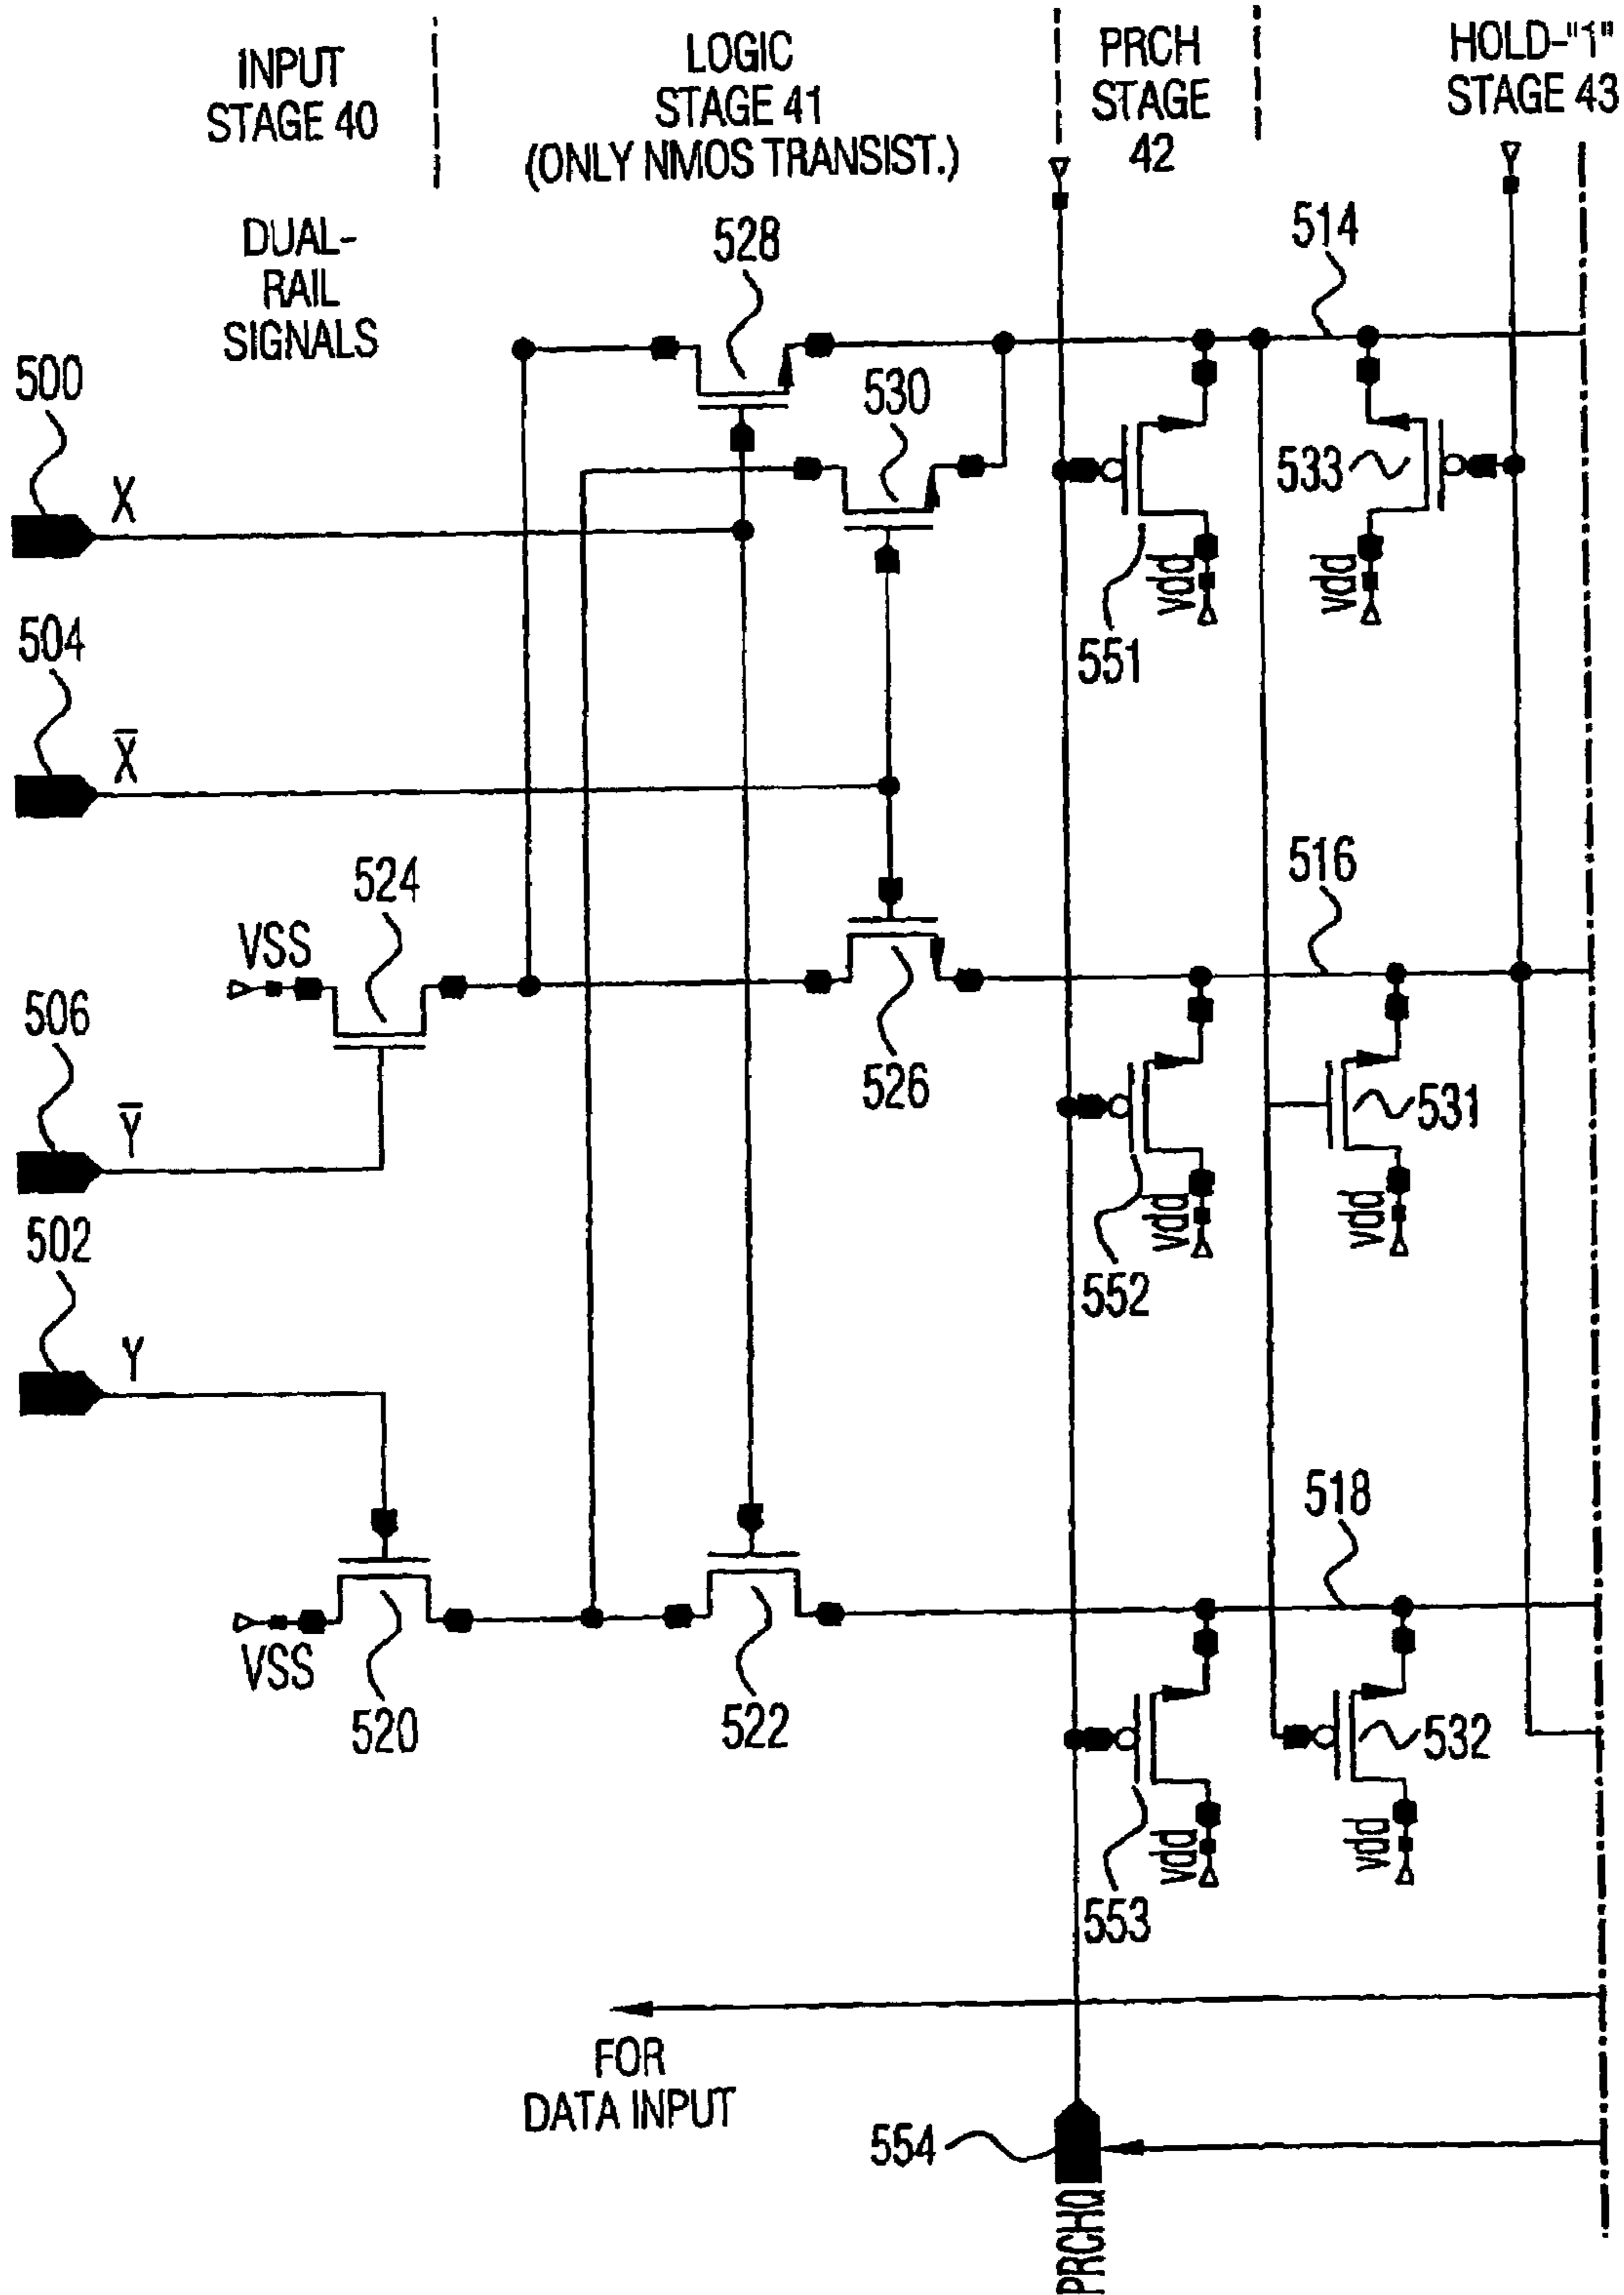 INPUT
STAGE 40
LOGIC
STAGE 41
(ONLY NMOS TRANSIST.)
PRCH
STAGE
42
HOLD-"1"
STAGE 43
DUAL-
RAIL
SIGNALS
528
514
500
X
530
533
vdd
vdd
551
504
X̅
524
516
VSS
506
526
531
Y̅
vdd
vdd
502
552
Y
518
VSS
520
522
532
vdd
vdd
553
FOR
DATA INPUT
554
PRCHQ